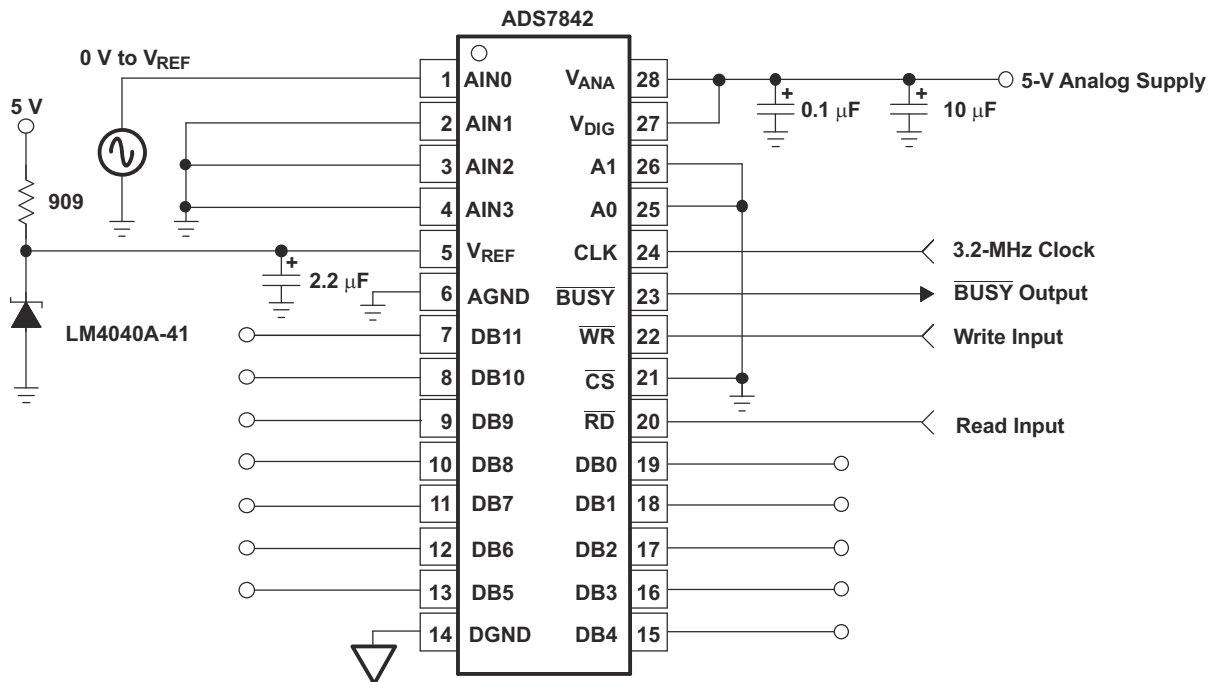 ADS7842
0 V to VREF
5 V
909
LM4040A-41
2.2 μF
1 AIN0
2 AIN1
3 AIN2
4 AIN3
5 VREF
6 AGND
7 DB11
8 DB10
9 DB9
10 DB8
11 DB7
12 DB6
13 DB5
14 DGND
VANA 28
VDIG 27
A1 26
A0 25
CLK 24
BUSY 23
WR 22
CS 21
RD 20
DB0 19
DB1 18
DB2 17
DB3 16
DB4 15
+
0.1 μF
+
10 μF
+
5-V Analog Supply
3.2-MHz Clock
BUSY Output
Write Input
Read Input